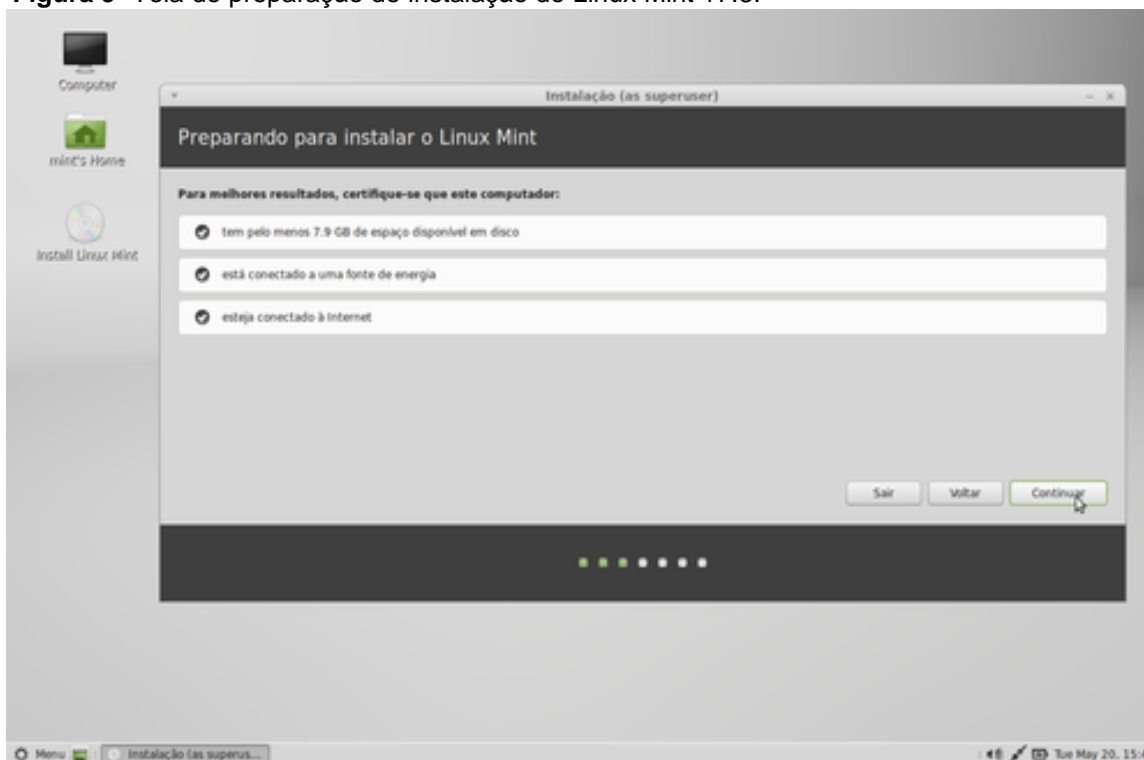 Computer
mint's Home
Install Linux Mint
Instalação (as superuser)
Preparando para instalar o Linux Mint
Para melhores resultados, certifique-se que este computador:
tem pelo menos 7.9 GB de espaço disponível em disco
está conectado a uma fonte de energia
esteja conectado à Internet
Sair
Voltar
Continuar
Menu
Instalação (as superus...
Tue May 20, 15:4